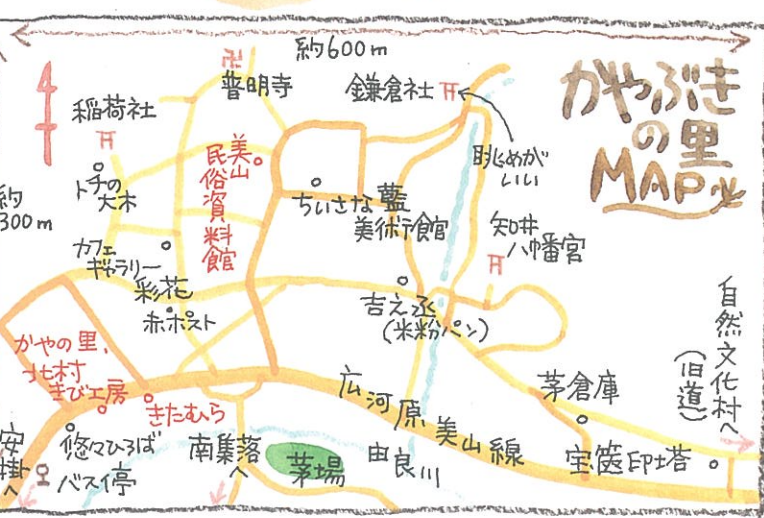 約600m
かやぶき
の里
MAP
卍
普明寺
鎌倉社
稲荷社
眺めが
いい
美山
民俗資料館
トチの
大木
約
300m
ちいさな藍
美術館
知井
八幡宮
カフェ
ギャラリー
彩花
赤ポスト
吉之丞
(米粉パン)
自然文化村へ
(旧道)
かやの里、
北村
きび工房
きたむら
広河原美山線
茅倉庫
安掛へ
悠々ひろば
バス停
南集落
へ
茅場
由良川
宝篋印塔